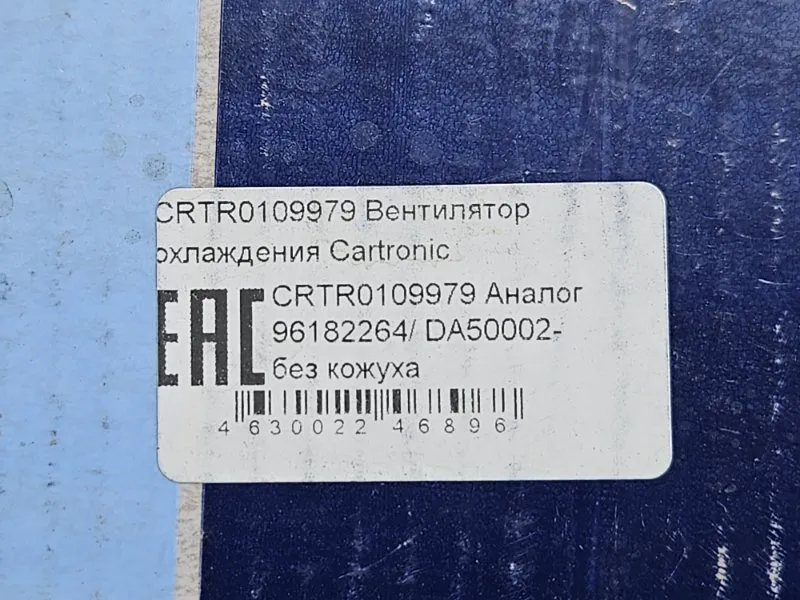 CRTR0109979 Вентилятор
охлаждения Cartronic
EAC
CRTR0109979 Аналог
96182264/ DA50002-
без кожуха
4 630022 46896